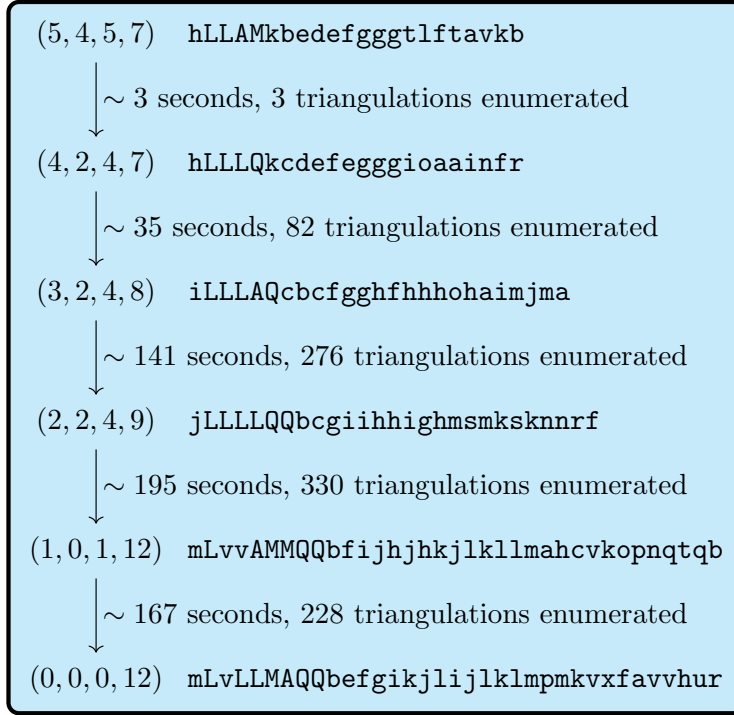 (5, 4, 5, 7) hLLAMkbedefgggtlftavkb
∼ 3 seconds, 3 triangulations enumerated
(4, 2, 4, 7) hLLLQkcdefegggioaainfr
∼ 35 seconds, 82 triangulations enumerated
(3, 2, 4, 8) iLLLAQcbcfgghfhhhohaimjma
∼ 141 seconds, 276 triangulations enumerated
(2, 2, 4, 9) jLLLLQQbcgiihhighmsmksknnrf
∼ 195 seconds, 330 triangulations enumerated
(1, 0, 1, 12) mLvvAMMQQbfijhjhkjlkllmahcvkopnqtqb
∼ 167 seconds, 228 triangulations enumerated
(0, 0, 0, 12) mLvLLMAQQbefgikjlijlklmpmkvxfavvhur